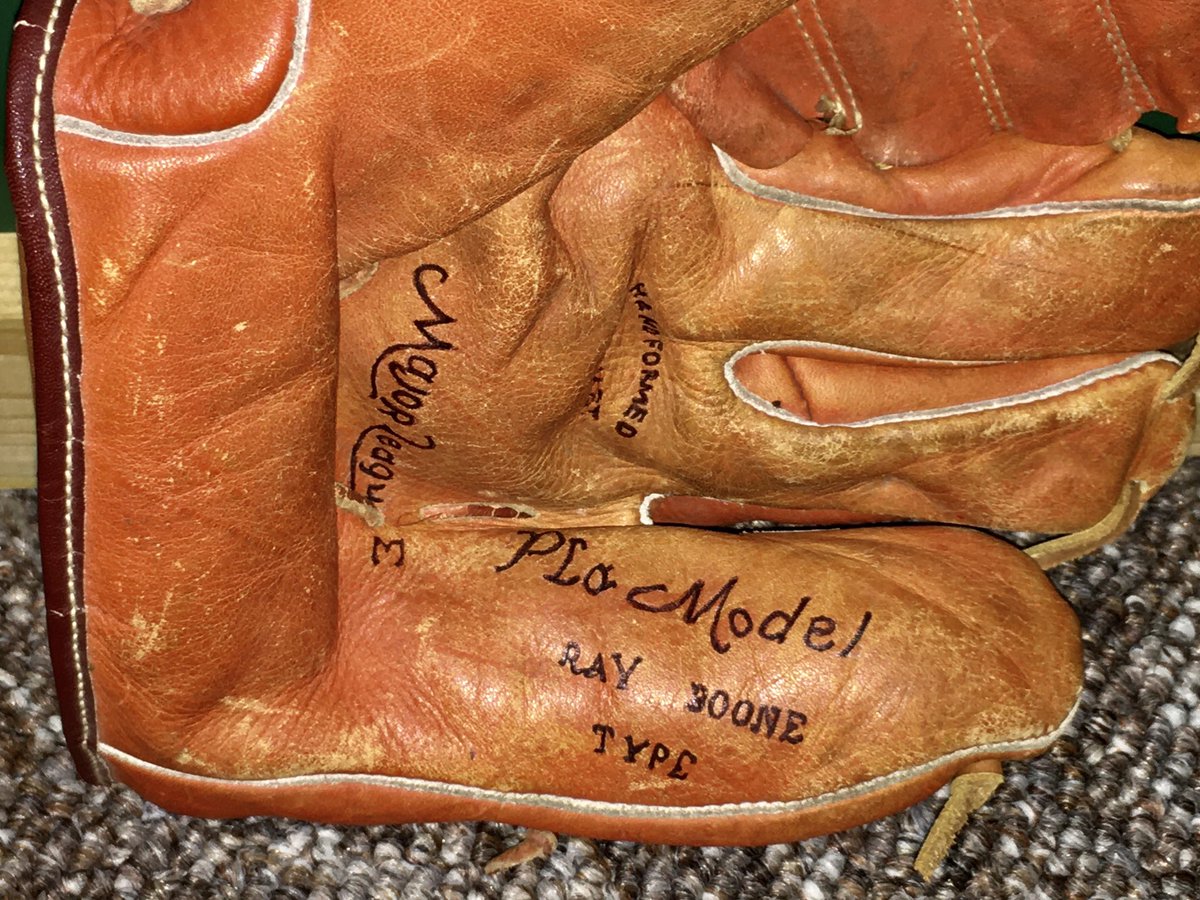 Major League
HAND FORMED
Pro Model
RAY BOONE
TYPE